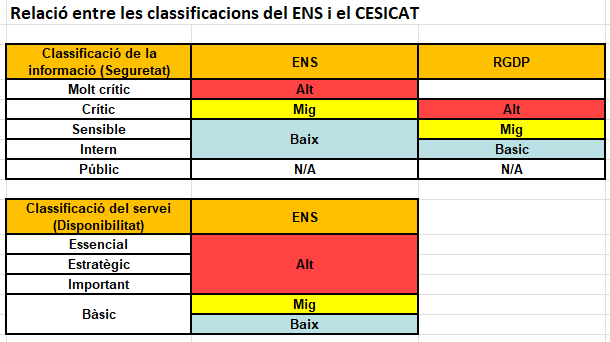 Relació entre les classificacions del ENS i el CESICAT
Classificació de la
informació (Seguretat)
ENS
RGDP
Molt crític
Alt
Crític
Mig
Alt
Sensible
Baix
Mig
Intern
Basic
Públic
N/A
N/A
Classificació del servei
(Disponibilitat)
ENS
Essencial
Estratègic
Alt
Important
Bàsic
Mig
Baix